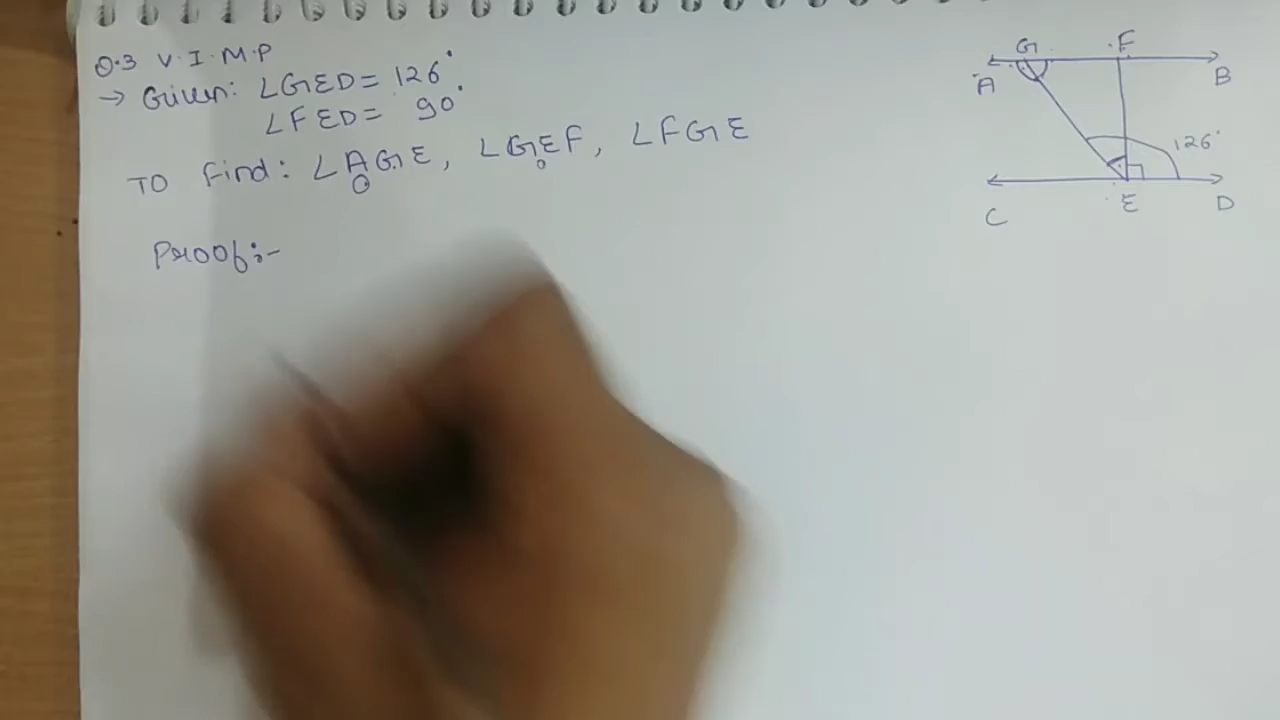 Q.3 V.I.M.P
→ Given: ∠GED = 126°
∠FED = 90°
To find: ∠AGE, ∠GEF, ∠FGE
Proof:-
G F
A B
126°
C E D